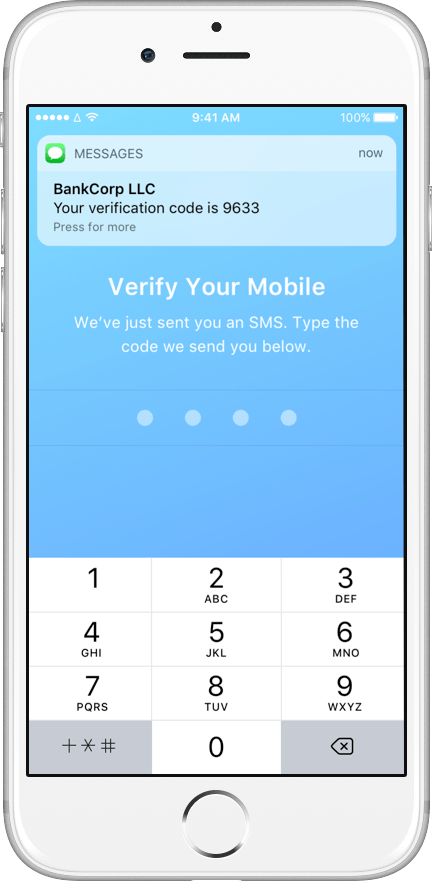 9:41 AM
100%
MESSAGES
now
BankCorp LLC
Your verification code is 9633
Press for more
Verify Your Mobile
We've just sent you an SMS. Type the
code we send you below.
1
2
3
ABC
DEF
4
5
6
GHI
JKL
MNO
7
8
9
PQRS
TUV
WXYZ
+*#
0